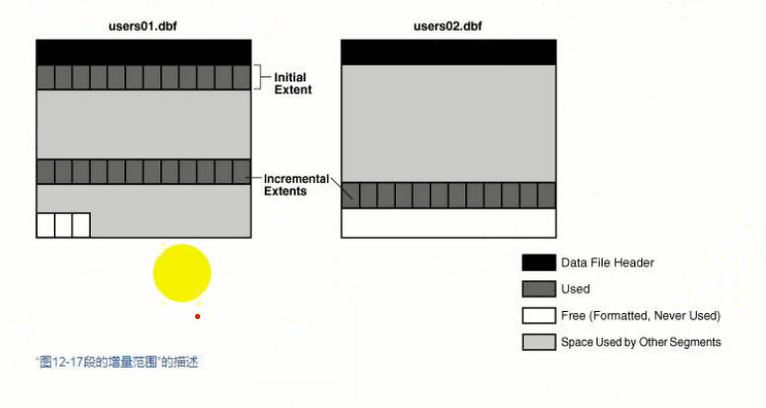 users01.dbf
users02.dbf
Initial
Extent
Incremental
Extents
Data File Header
Used
Free (Formatted, Never Used)
Space Used by Other Segments
“图12-17段的增量范围”的描述